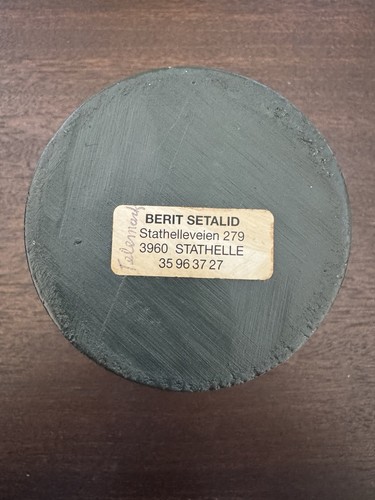 Telemark
BERIT SETALID
Stathelleveien 279
3960 STATHELLE
35 96 37 27